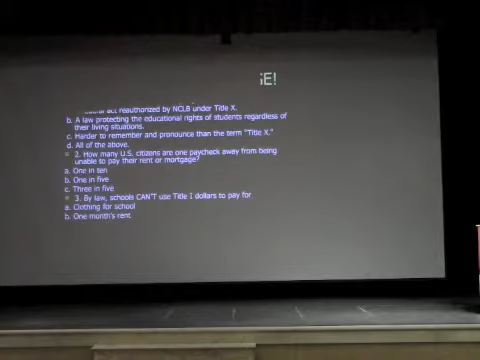 GE!
federal act reauthorized by NCLB under Title X.
b. A law protecting the educational rights of students regardless of
their living situations.
c. Harder to remember and pronounce than the term "Title X."
d. All of the above.
2. How many U.S. citizens are one paycheck away from being
unable to pay their rent or mortgage?
a. One in ten
b. One in five
c. Three in five
3. By law, schools CAN'T use Title I dollars to pay for
a. Clothing for school
b. One month's rent